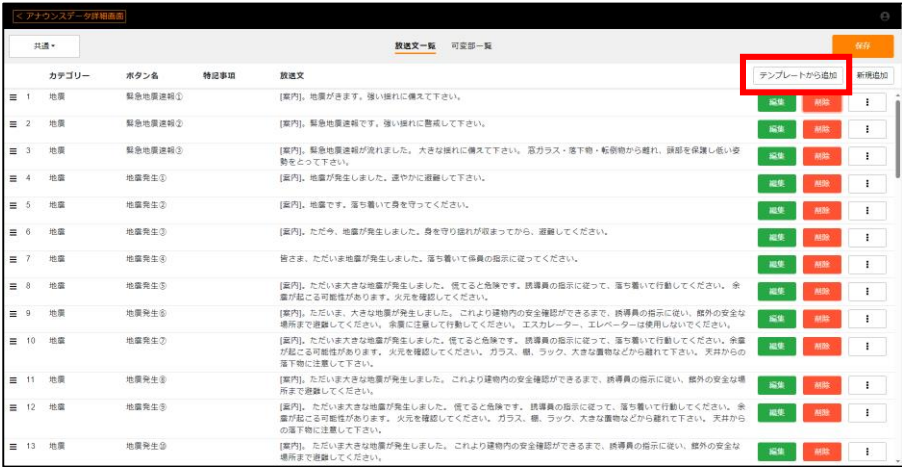 < アナウンスデータ詳細画面
共通
放送文一覧 可変部一覧
保存
カテゴリー ボタン名 特記事項 放送文 テンプレートから追加 新規追加
1 地震 緊急地震速報① [案内]。地震がきます。強い揺れに備えて下さい。 編集 削除
2 地震 緊急地震速報② [案内]。緊急地震速報です。強い揺れに警戒して下さい。 編集 削除
3 地震 緊急地震速報③ [案内]。緊急地震速報が流れました。 大きな揺れに備えて下さい。 窓ガラス・落下物・転倒物から離れ、頭部を保護し低い姿
勢をとって下さい。 編集 削除
4 地震 地震発生① [案内]。地震が発生しました。速やかに避難して下さい。 編集 削除
5 地震 地震発生② [案内]。地震です。落ち着いて身を守ってください。 編集 削除
6 地震 地震発生③ [案内]。ただ今、地震が発生しました。身を守り揺れが収まってから、避難してください。 編集 削除
7 地震 地震発生④ 皆さま、ただいま地震が発生しました。落ち着いて係員の指示に従ってください。 編集 削除
8 地震 地震発生⑤ [案内]。ただいま大きな地震が発生しました。 慌てると危険です。誘導員の指示に従って、落ち着いて行動してください。 余
震が起こる可能性があります。火元を確認してください。 編集 削除
9 地震 地震発生⑥ [案内]。ただいま、大きな地震が発生しました。 これより建物内の安全確認ができるまで、誘導員の指示に従い、館外の安全な
場所まで避難してください。 余震に注意して行動してください。 エスカレーター、エレベーターは使用しないでください。 編集 削除
10 地震 地震発生⑦ [案内]。ただいま大きな地震が発生しました。慌てると危険です。 誘導員の指示に従って、落ち着いて行動してください。余震
が起こる可能性があります。 火元を確認してください。 ガラス、棚、ラック、大きな置物などから離れて下さい。 天井からの
落下物に注意して下さい。 編集 削除
11 地震 地震発生⑧ [案内]。ただいま大きな地震が発生しました。 これより建物内の安全確認ができるまで、誘導員の指示に従い、館外の安全な場
所まで避難してください。 編集 削除
12 地震 地震発生⑨ [案内]。 ただいま大きな地震が発生しました。 慌てると危険です。 誘導員の指示に従って、落ち着いて行動してください。 余
震が起こる可能性があります。 火元を確認してください。 ガラス、棚、ラック、大きな置物などから離れて下さい。 天井から
の落下物に注意して下さい。 編集 削除
13 地震 地震発生⑩ [案内]。 ただいま大きな地震が発生しました。 これより建物内の安全確認ができるまで、誘導員の指示に従い、館外の安全な
場所まで避難してください。 編集 削除